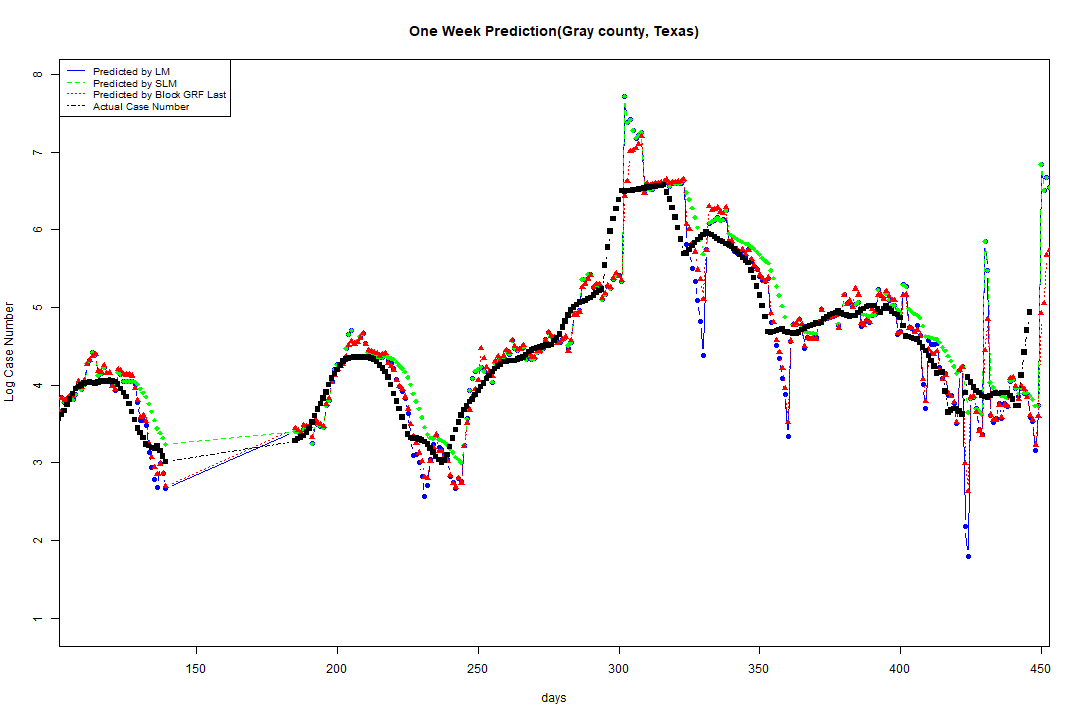 One Week Prediction(Gray county, Texas)
Predicted by LM
Predicted by SLM
Predicted by Block GRF Last
Actual Case Number
8
7
6
5
4
3
2
1
Log Case Number
150 200 250 300 350 400 450
days